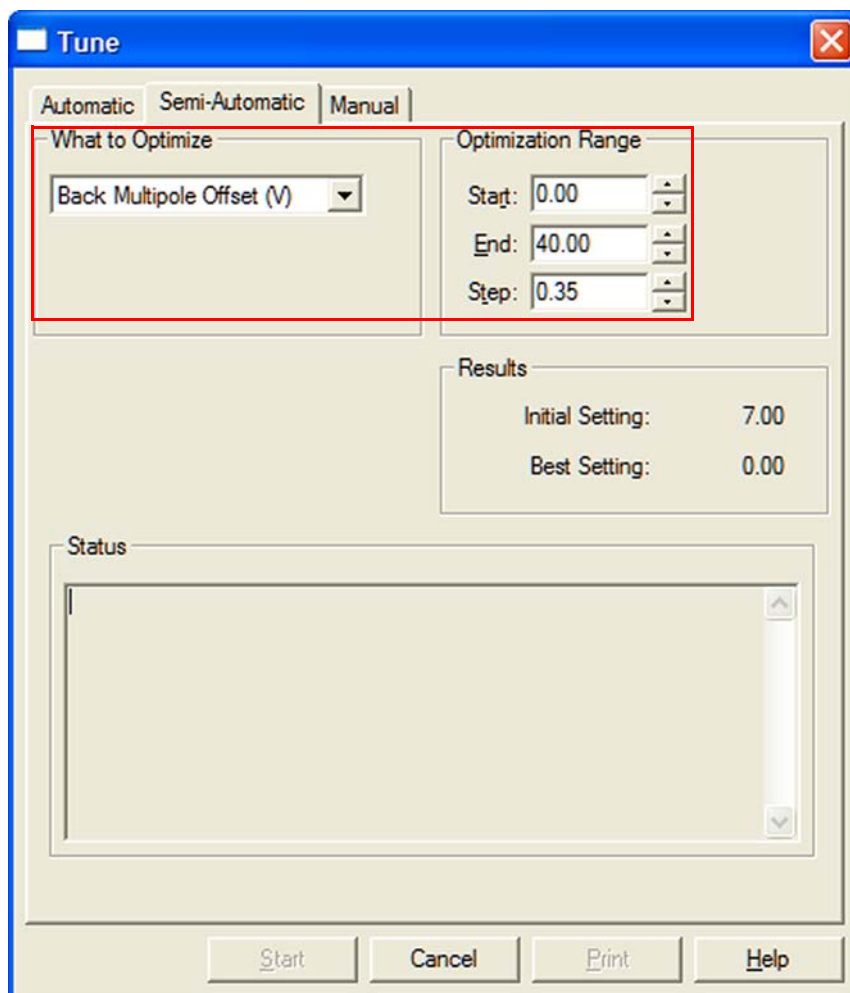 Tune
Automatic Semi-Automatic Manual
What to Optimize
Back Multipole Offset (V)
Optimization Range
Start: 0.00
End: 40.00
Step: 0.35
Results
Initial Setting: 7.00
Best Setting: 0.00
Status
Start Cancel Print Help